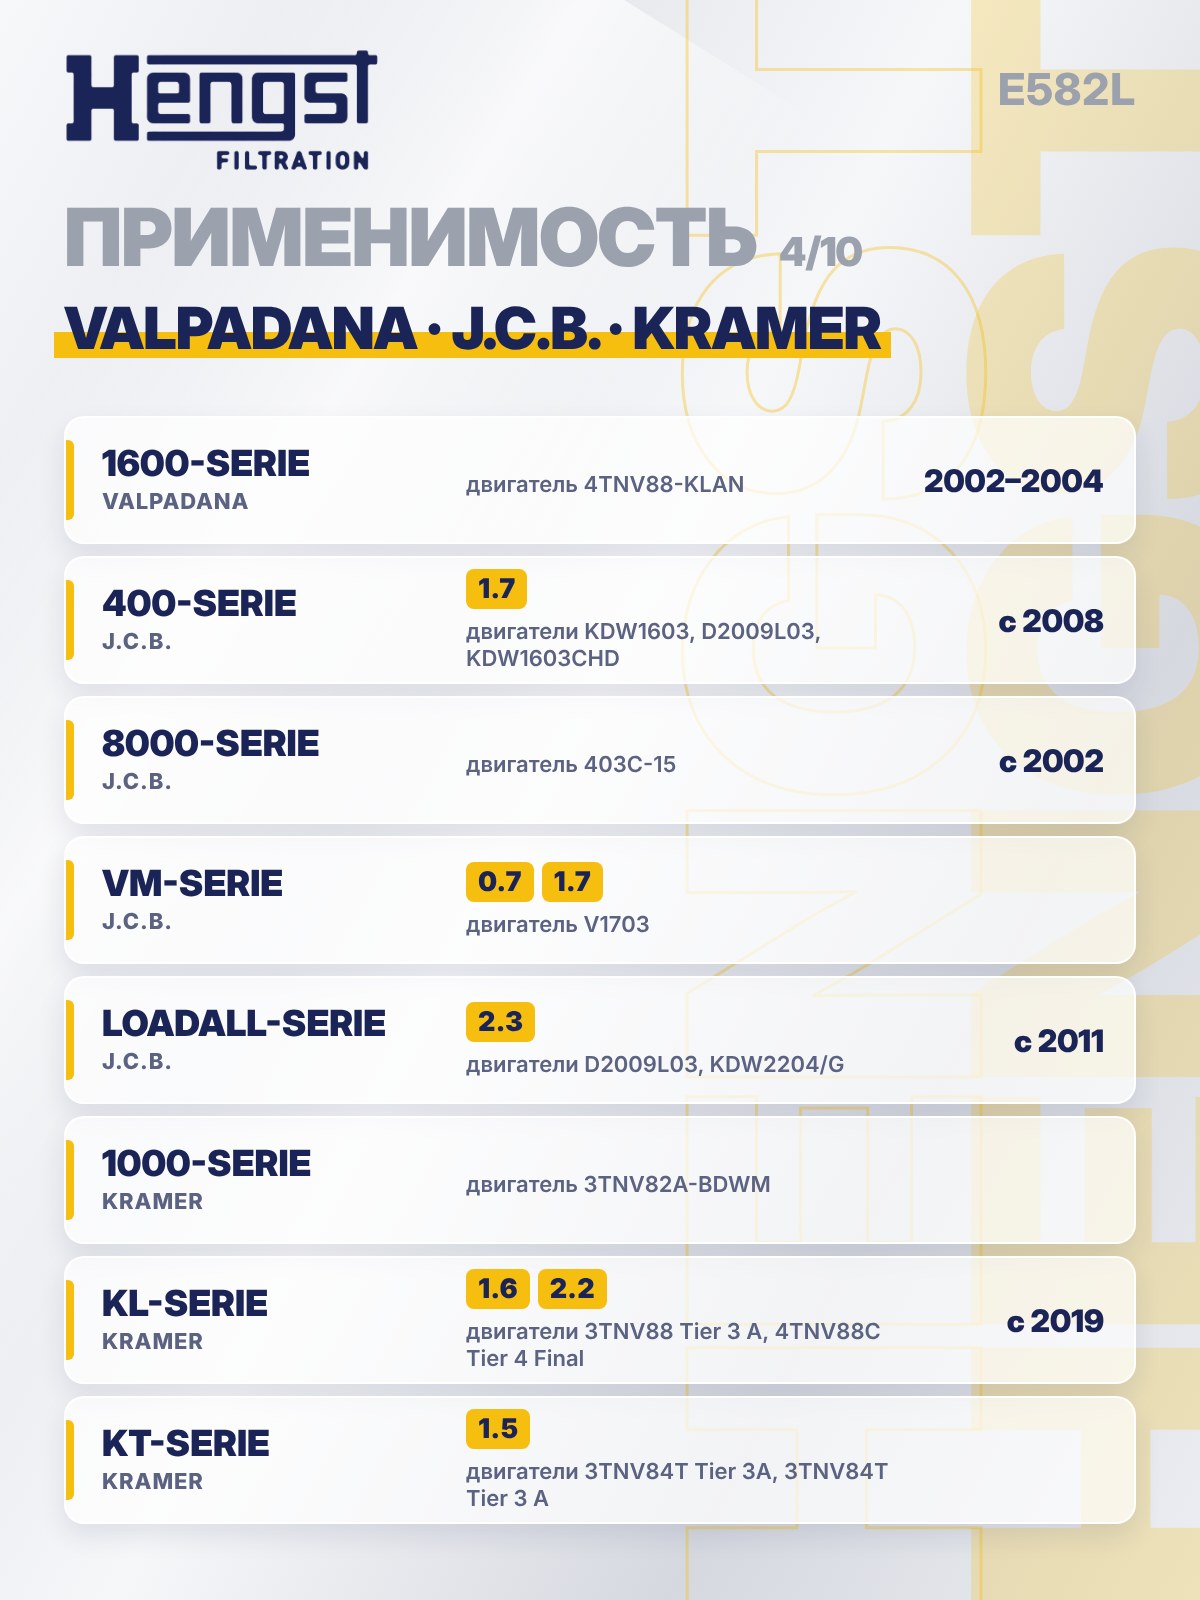 Hengst
FILTRATION
E582L
ПРИМЕНИМОСТЬ 4/10
VALPADANA · J.C.B. · KRAMER
1600-SERIE
VALPADANA
двигатель 4TNV88-KLAN
2002–2004
400-SERIE
J.C.B.
1.7
двигатели KDW1603, D2009L03,
KDW1603CHD
с 2008
8000-SERIE
J.C.B.
двигатель 403C-15
с 2002
VM-SERIE
J.C.B.
0.7 1.7
двигатель V1703
LOADALL-SERIE
J.C.B.
2.3
двигатели D2009L03, KDW2204/G
с 2011
1000-SERIE
KRAMER
двигатель 3TNV82A-BDWM
KL-SERIE
KRAMER
1.6 2.2
двигатели 3TNV88 Tier 3 A, 4TNV88C
Tier 4 Final
с 2019
KT-SERIE
KRAMER
1.5
двигатели 3TNV84T Tier 3A, 3TNV84T
Tier 3 A
HENGST
HENGST